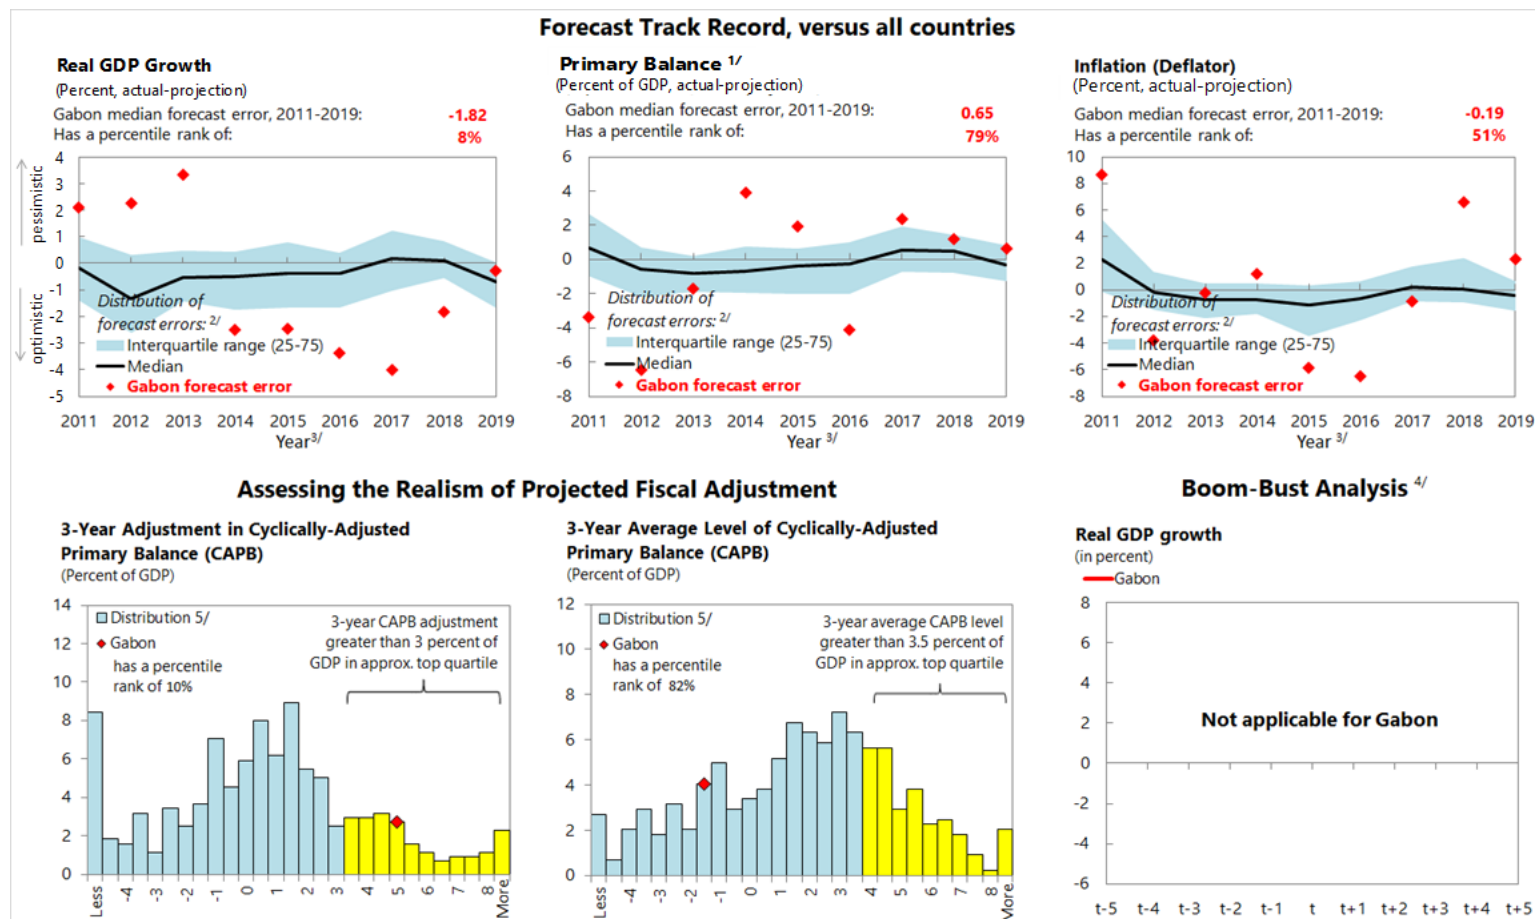 Forecast Track Record, versus all countries
Real GDP Growth
(Percent, actual-projection)
Gabon median forecast error, 2011-2019: -1.82
Has a percentile rank of: 8%
pessimistic
optimistic
4
3
2
1
0
-1
-2
-3
-4
-5
Distribution of
forecast errors: 2/
Interquartile range (25-75)
Median
Gabon forecast error
2011 2012 2013 2014 2015 2016 2017 2018 2019
Year3/
Primary Balance 1/
(Percent of GDP, actual-projection)
Gabon median forecast error, 2011-2019: 0.65
Has a percentile rank of: 79%
6
4
2
0
-2
-4
-6
-8
Distribution of
forecast errors: 2/
Interquartile range (25-75)
Median
Gabon forecast error
2011 2012 2013 2014 2015 2016 2017 2018 2019
Year 3/
Inflation (Deflator)
(Percent, actual-projection)
Gabon median forecast error, 2011-2019: -0.19
Has a percentile rank of: 51%
10
8
6
4
2
0
-2
-4
-6
-8
Distribution of
forecast errors: 2/
Interquartile range (25-75)
Median
Gabon forecast error
2011 2012 2013 2014 2015 2016 2017 2018 2019
Year 3/
Assessing the Realism of Projected Fiscal Adjustment
3-Year Adjustment in Cyclically-Adjusted
Primary Balance (CAPB)
(Percent of GDP)
14
12
10
8
6
4
2
0
Distribution 5/
Gabon
has a percentile
rank of 10%
3-year CAPB adjustment
greater than 3 percent of
GDP in approx. top quartile
Less -4 -3 -2 -1 0 1 2 3 4 5 6 7 8 More
3-Year Average Level of Cyclically-Adjusted
Primary Balance (CAPB)
(Percent of GDP)
12
10
8
6
4
2
0
Distribution 5/
Gabon
has a percentile
rank of 82%
3-year average CAPB level
greater than 3.5 percent of
GDP in approx. top quartile
Less -4 -3 -2 -1 0 1 2 3 4 5 6 7 8 More
Boom-Bust Analysis 4/
Real GDP growth
(in percent)
Gabon
8
6
4
2
0
-2
-4
-6
Not applicable for Gabon
t-5 t-4 t-3 t-2 t-1 t t+1 t+2 t+3 t+4 t+5